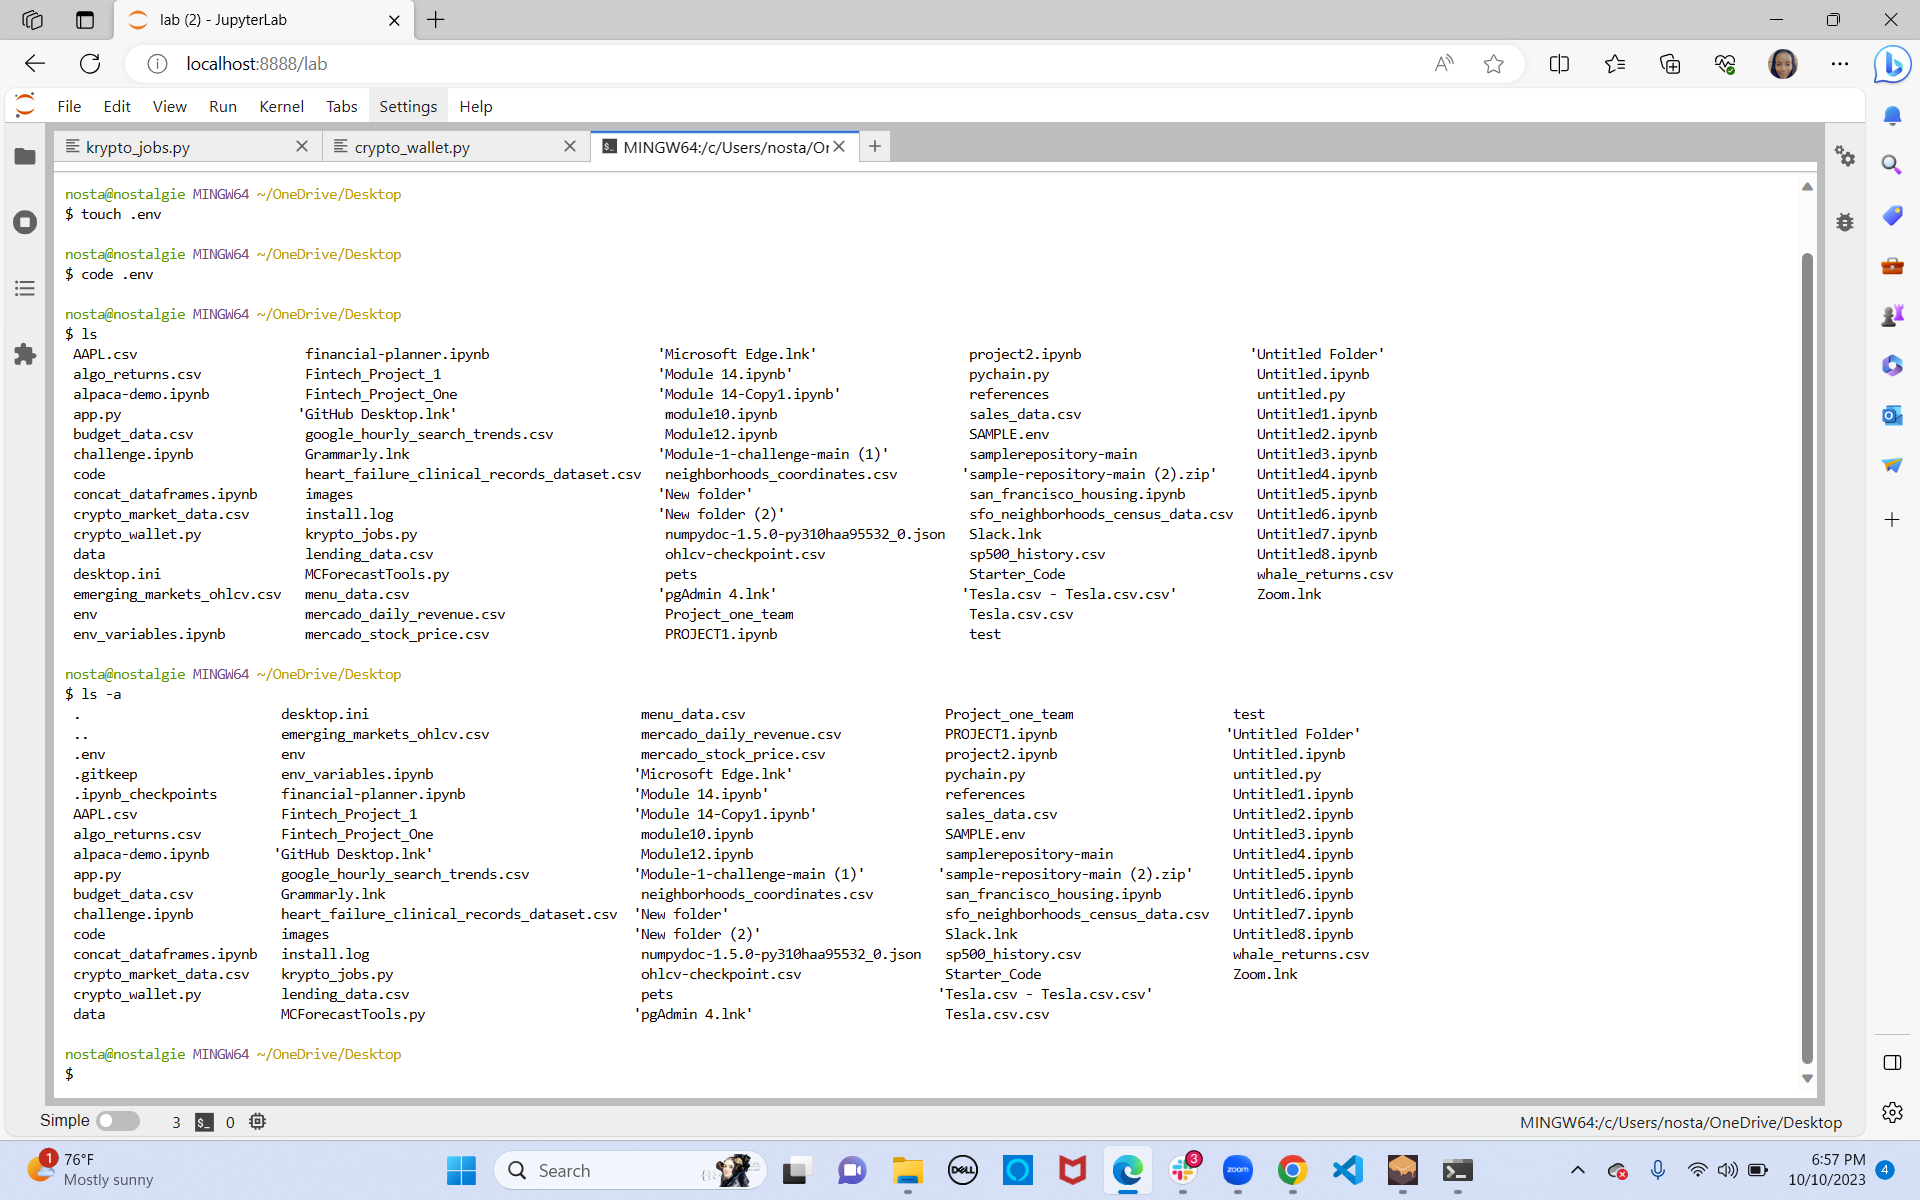 lab (2) - JupyterLab
localhost:8888/lab
File Edit View Run Kernel Tabs Settings Help
krypto_jobs.py crypto_wallet.py MINGW64:/c/Users/nosta/Or
nosta@nostalgie MINGW64 ~/OneDrive/Desktop
$ touch .env
nosta@nostalgie MINGW64 ~/OneDrive/Desktop
$ code .env
nosta@nostalgie MINGW64 ~/OneDrive/Desktop
$ ls
AAPL.csv financial-planner.ipynb 'Microsoft Edge.lnk' project2.ipynb 'Untitled Folder'
algo_returns.csv Fintech_Project_1 'Module 14.ipynb' pychain.py Untitled.ipynb
alpaca-demo.ipynb Fintech_Project_One 'Module 14-Copy1.ipynb' references untitled.py
app.py 'GitHub Desktop.lnk' module10.ipynb sales_data.csv Untitled1.ipynb
budget_data.csv google_hourly_search_trends.csv Module12.ipynb SAMPLE.env Untitled2.ipynb
challenge.ipynb Grammarly.lnk 'Module-1-challenge-main (1)' samplerepository-main Untitled3.ipynb
code heart_failure_clinical_records_dataset.csv neighborhoods_coordinates.csv 'sample-repository-main (2).zip' Untitled4.ipynb
concat_dataframes.ipynb images 'New folder' san_francisco_housing.ipynb Untitled5.ipynb
crypto_market_data.csv install.log 'New folder (2)' sfo_neighborhoods_census_data.csv Untitled6.ipynb
crypto_wallet.py krypto_jobs.py numpydoc-1.5.0-py310haa95532_0.json Slack.lnk Untitled7.ipynb
data lending_data.csv ohlcv-checkpoint.csv sp500_history.csv Untitled8.ipynb
desktop.ini MCForecastTools.py pets Starter_Code whale_returns.csv
emerging_markets_ohlcv.csv menu_data.csv 'pgAdmin 4.lnk' 'Tesla.csv - Tesla.csv.csv' Zoom.lnk
env mercado_daily_revenue.csv Project_one_team Tesla.csv.csv
env_variables.ipynb mercado_stock_price.csv PROJECT1.ipynb test
nosta@nostalgie MINGW64 ~/OneDrive/Desktop
$ ls -a
. desktop.ini menu_data.csv Project_one_team test
.. emerging_markets_ohlcv.csv mercado_daily_revenue.csv PROJECT1.ipynb 'Untitled Folder'
.env env mercado_stock_price.csv project2.ipynb Untitled.ipynb
.gitkeep env_variables.ipynb 'Microsoft Edge.lnk' pychain.py untitled.py
.ipynb_checkpoints financial-planner.ipynb 'Module 14.ipynb' references Untitled1.ipynb
AAPL.csv Fintech_Project_1 'Module 14-Copy1.ipynb' sales_data.csv Untitled2.ipynb
algo_returns.csv Fintech_Project_One module10.ipynb SAMPLE.env Untitled3.ipynb
alpaca-demo.ipynb 'GitHub Desktop.lnk' Module12.ipynb samplerepository-main Untitled4.ipynb
app.py google_hourly_search_trends.csv 'Module-1-challenge-main (1)' 'sample-repository-main (2).zip' Untitled5.ipynb
budget_data.csv Grammarly.lnk neighborhoods_coordinates.csv san_francisco_housing.ipynb Untitled6.ipynb
challenge.ipynb heart_failure_clinical_records_dataset.csv 'New folder' sfo_neighborhoods_census_data.csv Untitled7.ipynb
code images 'New folder (2)' Slack.lnk Untitled8.ipynb
concat_dataframes.ipynb install.log numpydoc-1.5.0-py310haa95532_0.json sp500_history.csv whale_returns.csv
crypto_market_data.csv krypto_jobs.py ohlcv-checkpoint.csv Starter_Code Zoom.lnk
crypto_wallet.py lending_data.csv pets 'Tesla.csv - Tesla.csv.csv'
data MCForecastTools.py 'pgAdmin 4.lnk' Tesla.csv.csv
nosta@nostalgie MINGW64 ~/OneDrive/Desktop
$
Simple 3 $_ 0 MINGW64:/c/Users/nosta/OneDrive/Desktop
1 76°F
Mostly sunny
Search
DELL
3
zoom
6:57 PM
10/10/2023
4